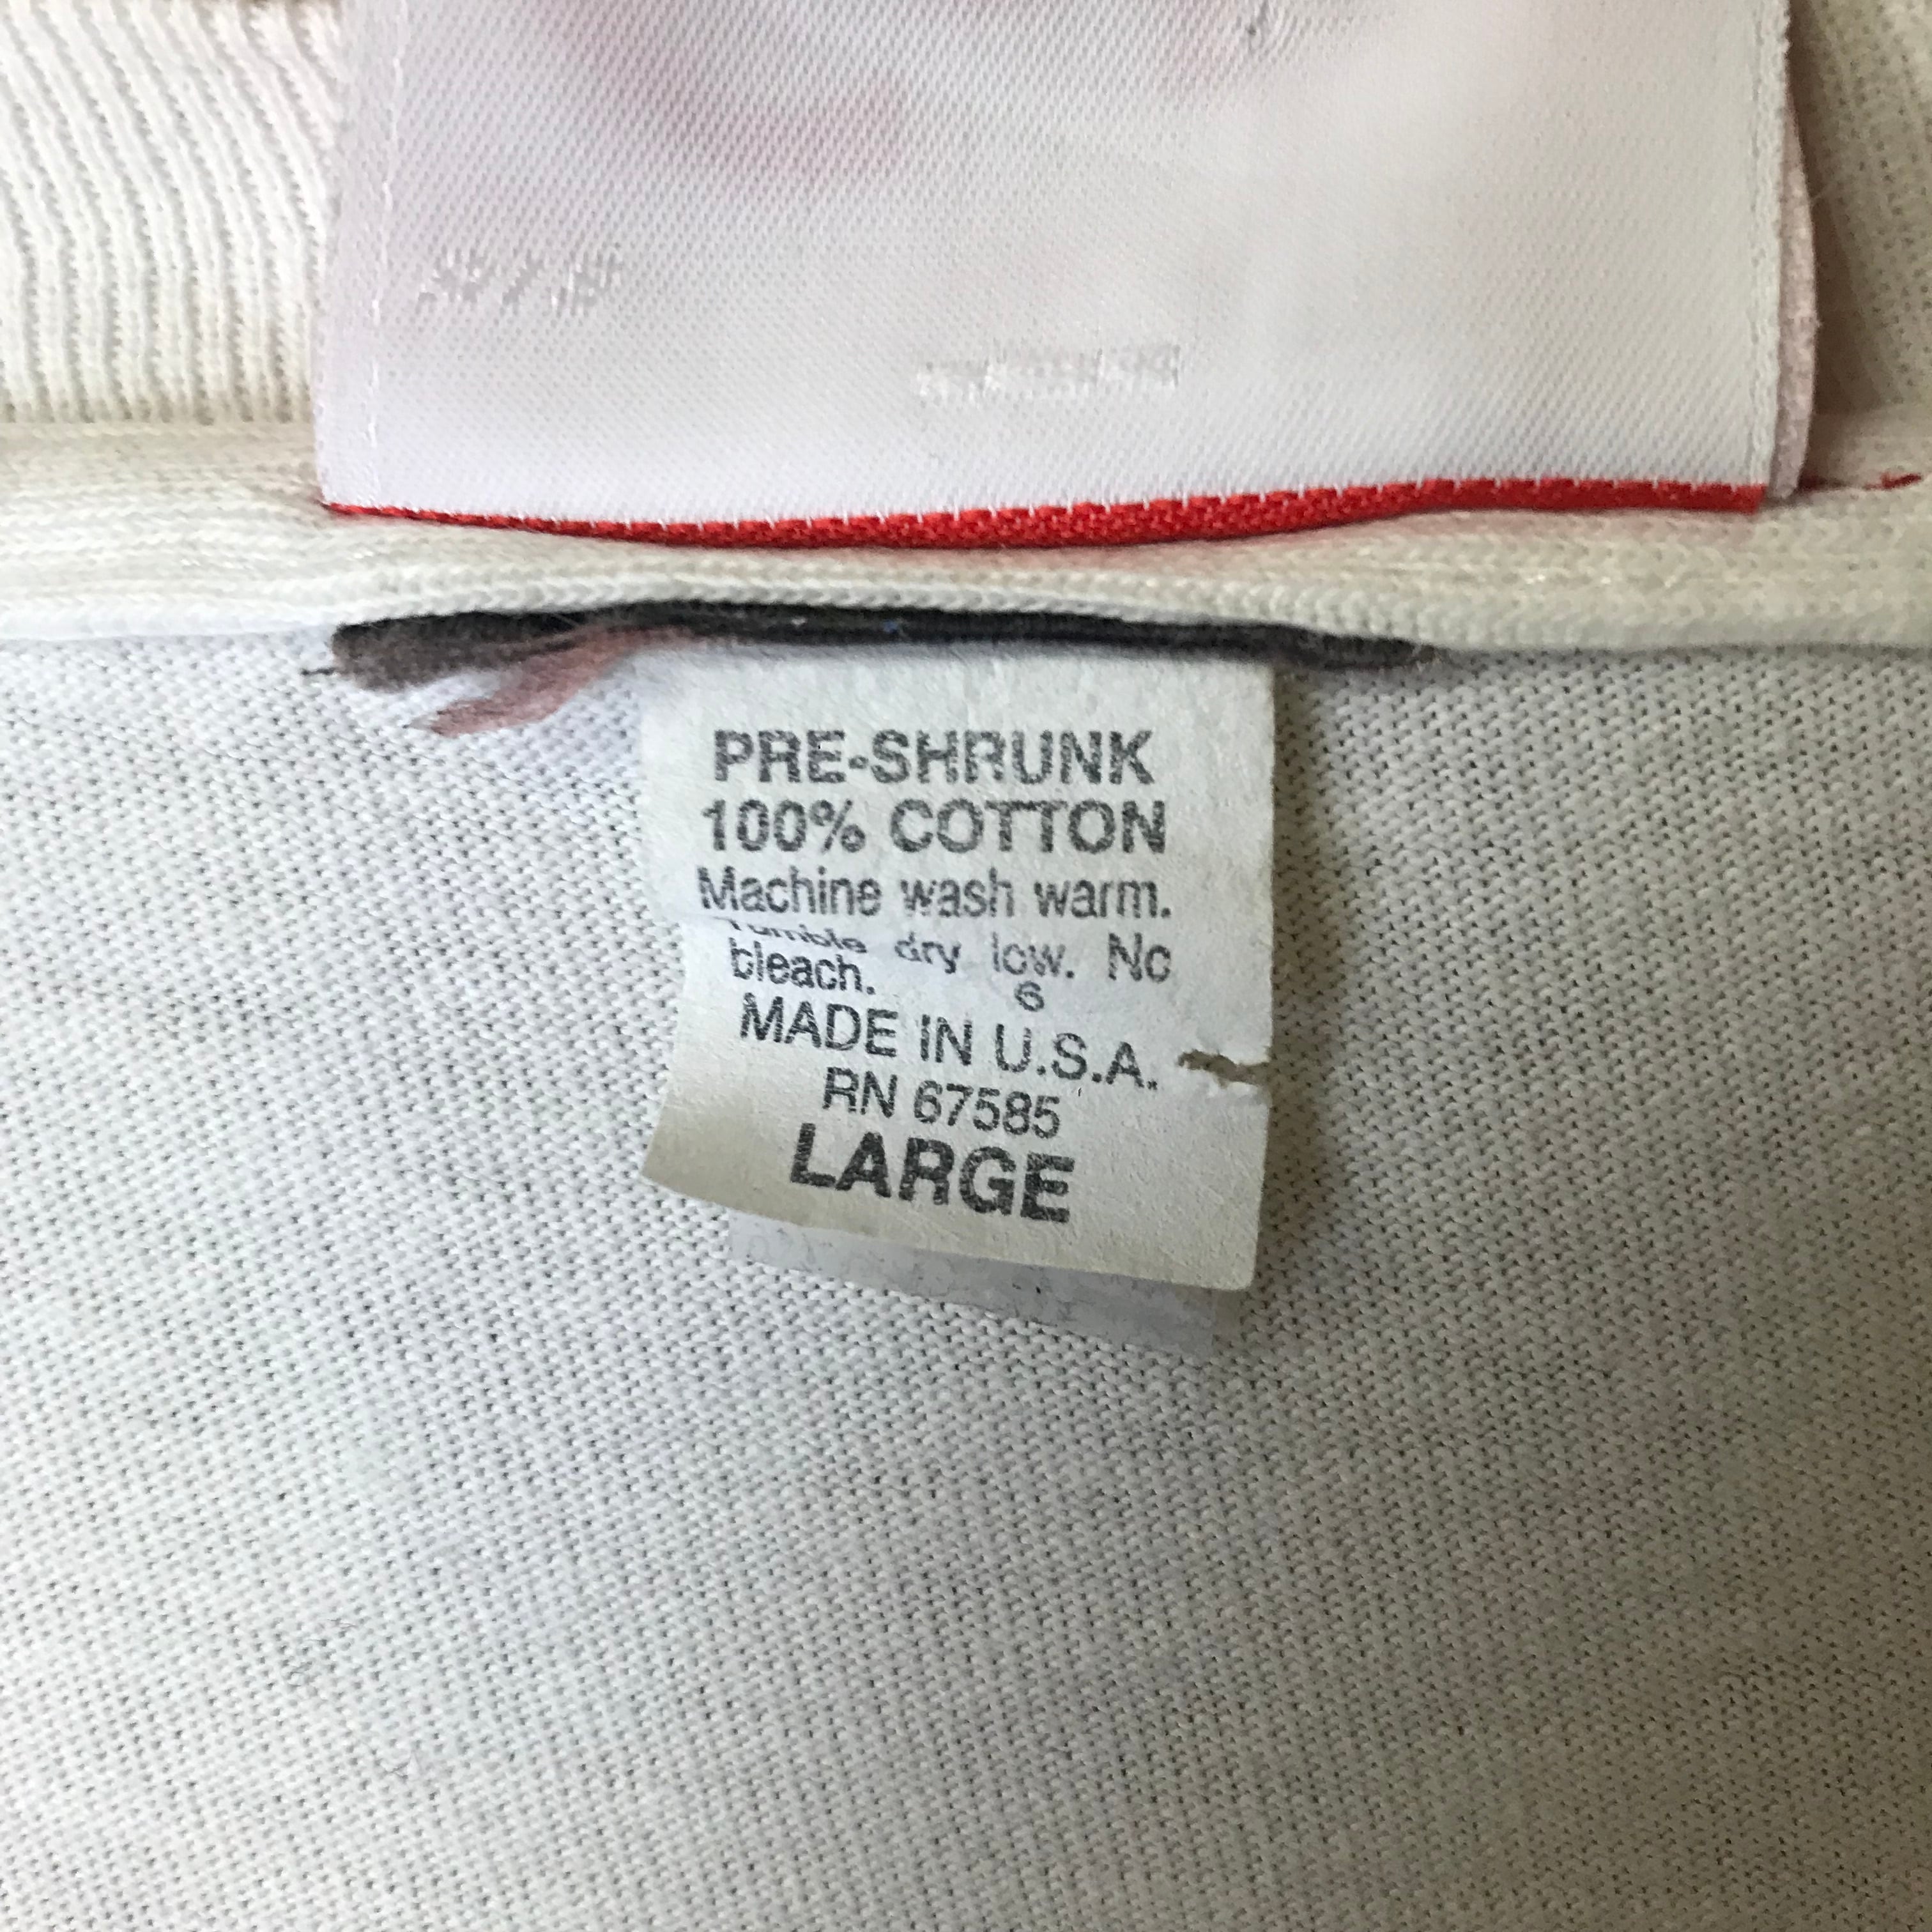 PRE-SHRUNK
100% COTTON
Machine wash warm.
Tumble dry low. No
bleach.
6
MADE IN U.S.A.
RN 67585
LARGE